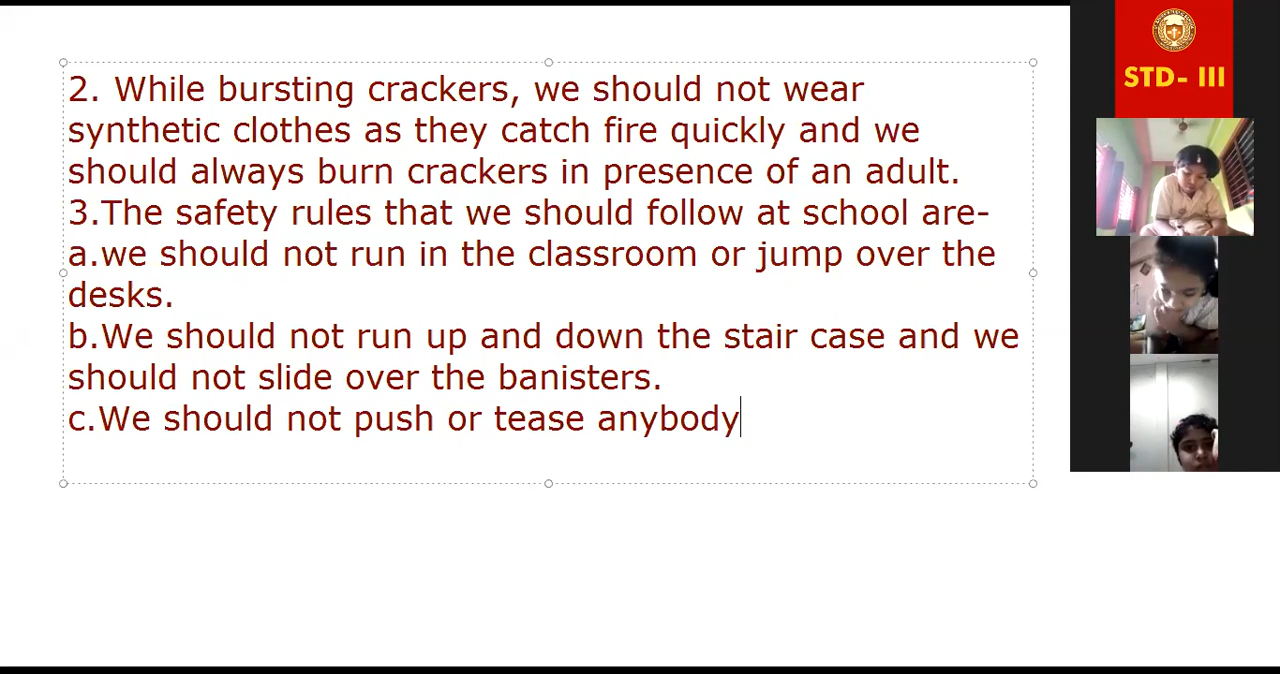 2. While bursting crackers, we should not wear
synthetic clothes as they catch fire quickly and we
should always burn crackers in presence of an adult.
3.The safety rules that we should follow at school are-
a.we should not run in the classroom or jump over the
desks.
b.We should not run up and down the stair case and we
should not slide over the banisters.
c.We should not push or tease anybody
STD- III